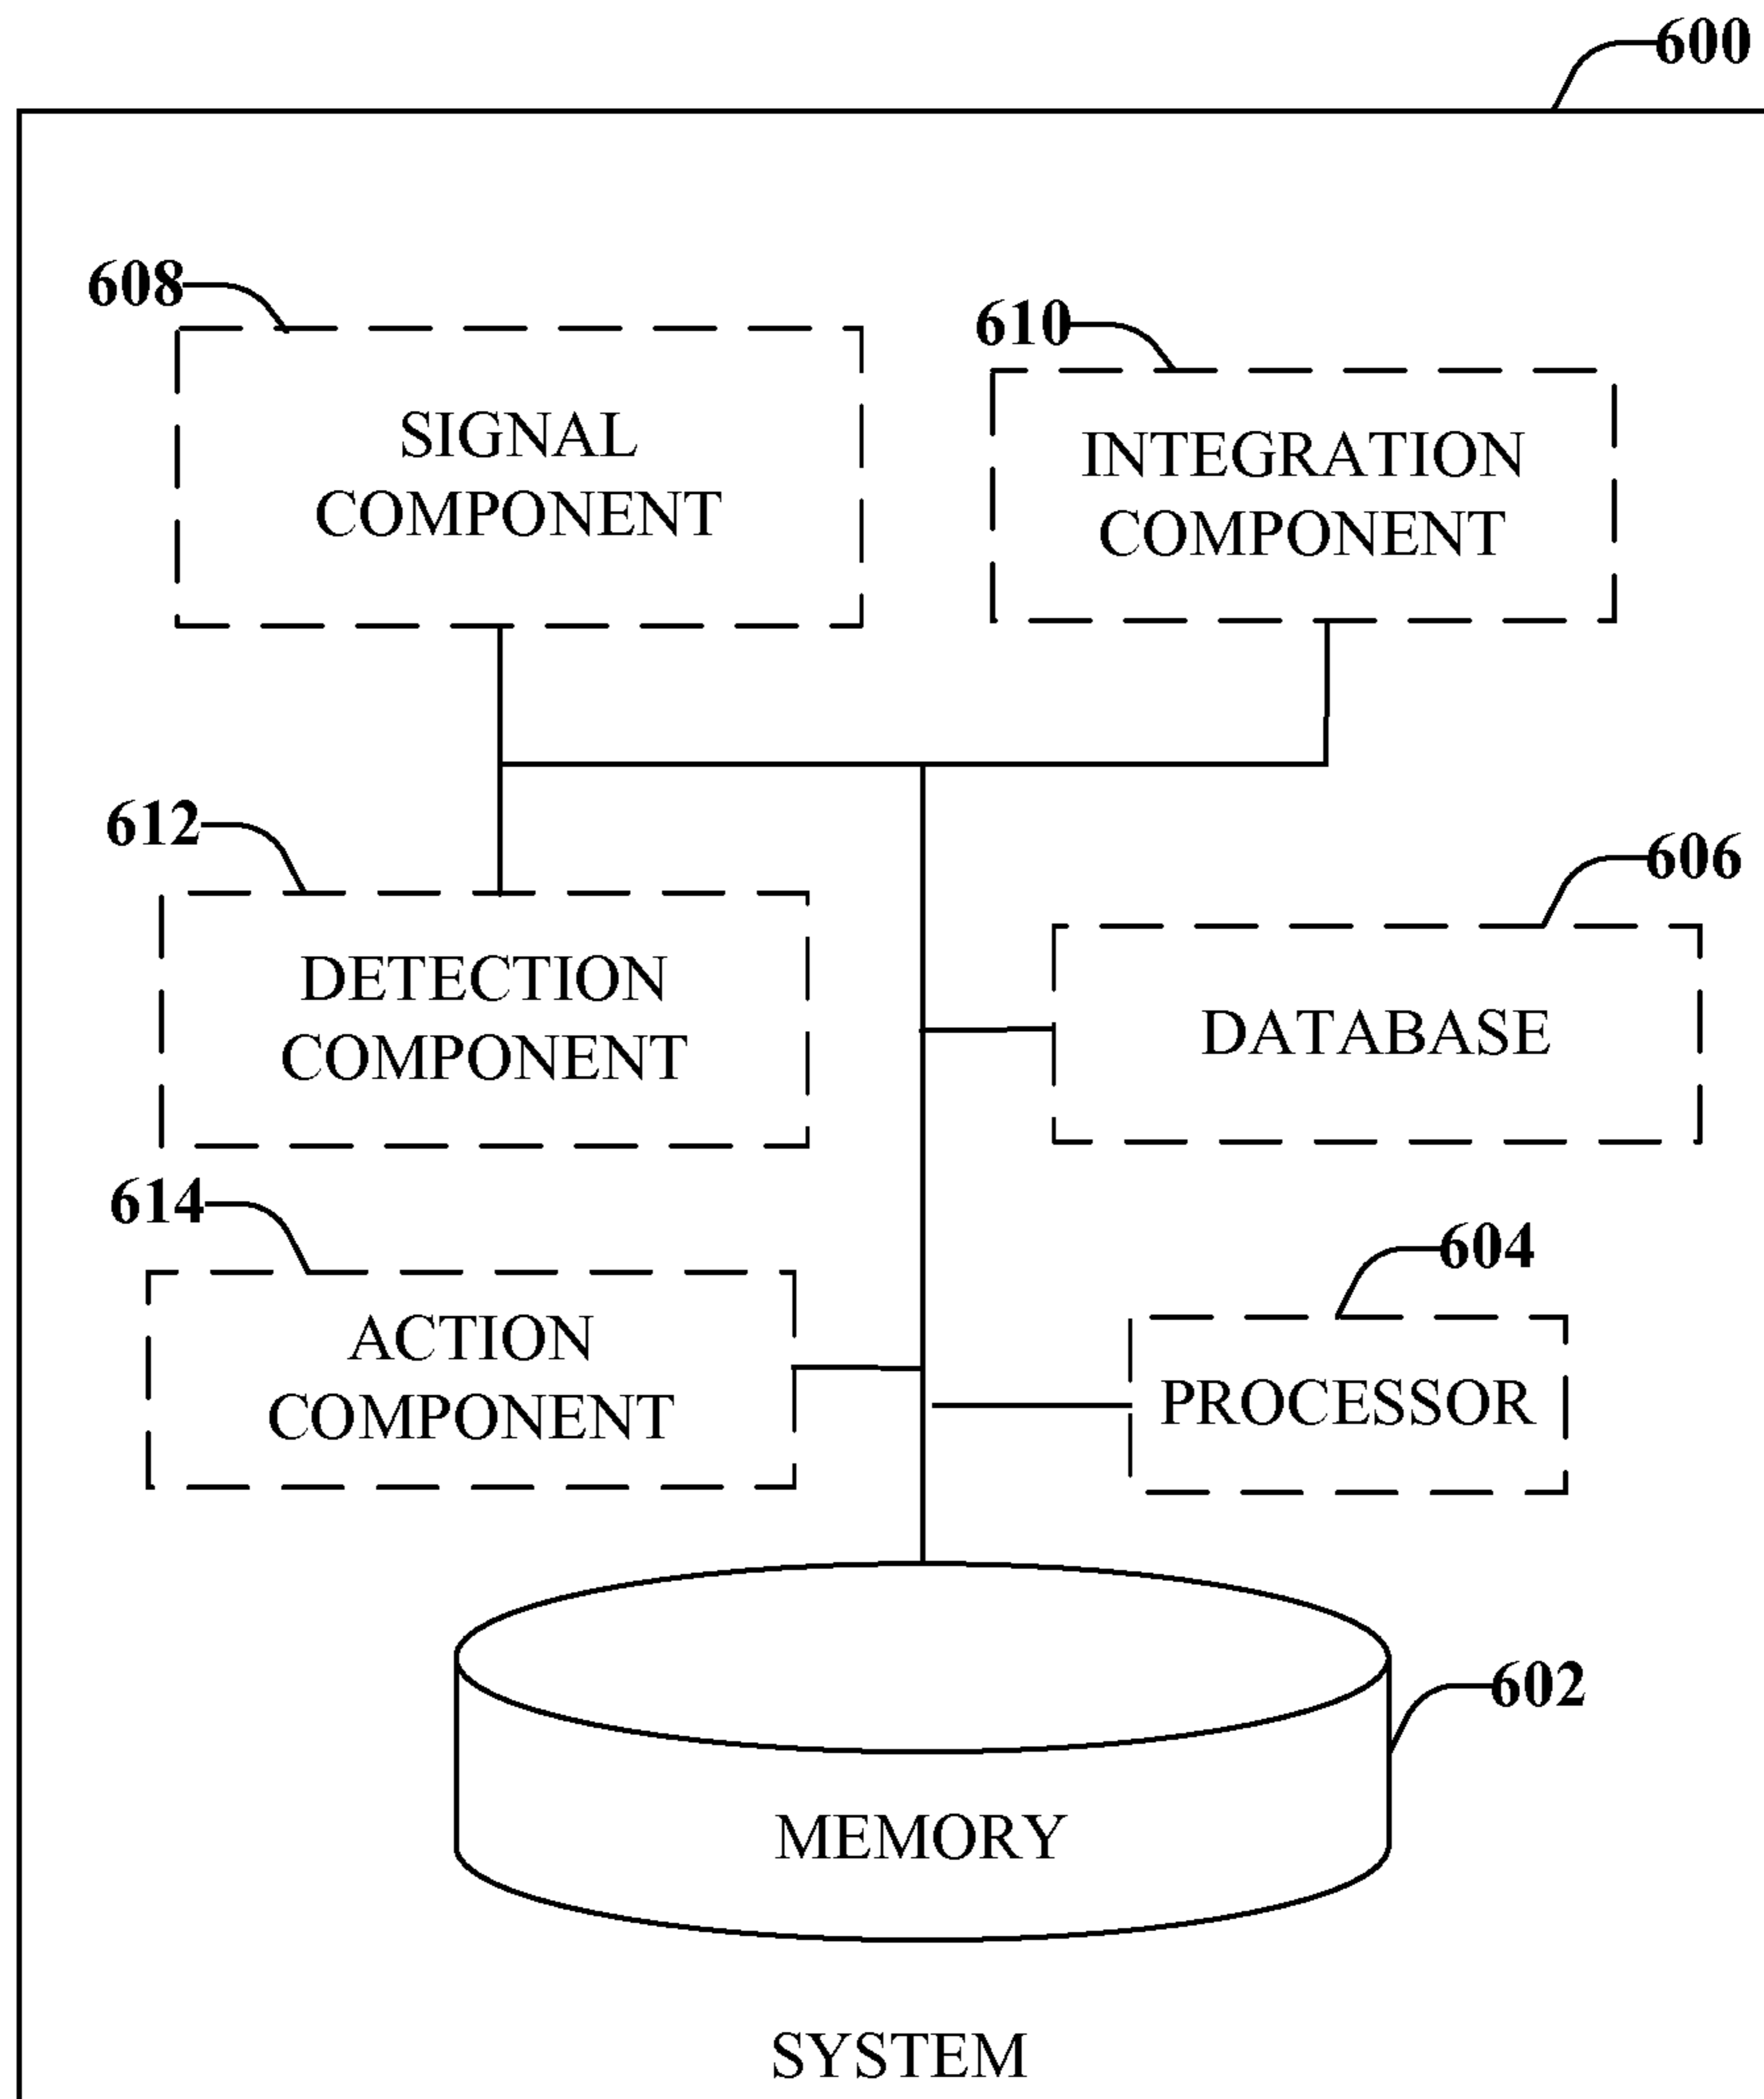 600
608
610
SIGNAL
COMPONENT
INTEGRATION
COMPONENT
612
606
DETECTION
COMPONENT
DATABASE
614
604
ACTION
COMPONENT
PROCESSOR
602
MEMORY
SYSTEM